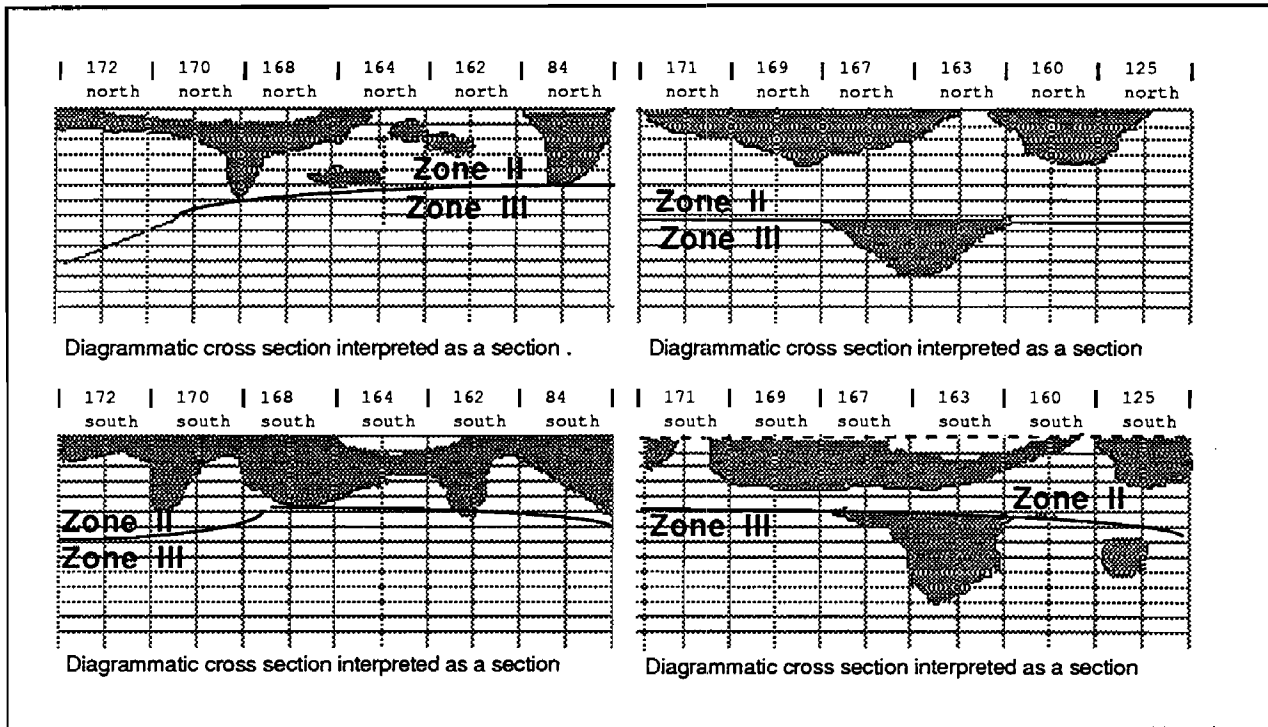 | 172 | 170 | 168 | 164 | 162 | 84 |
north north north north north north
Zone II
Zone III
Diagrammatic cross section interpreted as a section .
| 171 | 169 | 167 | 163 | 160 | 125 |
north north north north north north
Zone II
Zone III
Diagrammatic cross section interpreted as a section
| 172 | 170 | 168 | 164 | 162 | 84 |
south south south south south south
Zone II
Zone III
Diagrammatic cross section interpreted as a section
| 171 | 169 | 167 | 163 | 160 | 125 |
south south south south south south
Zone II
Zone III
Diagrammatic cross section interpreted as a section